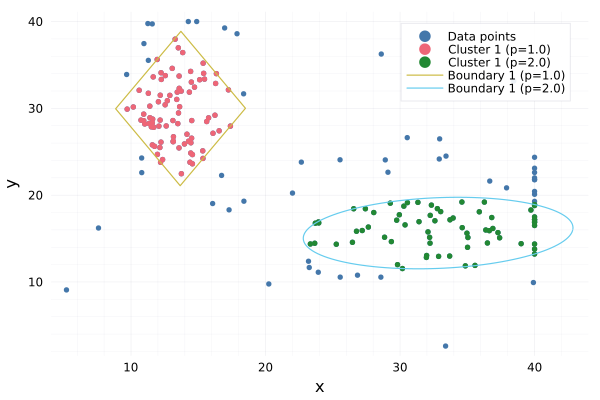 40
30
20
10
y
10
20
30
40
x
Data points
Cluster 1 (p=1.0)
Cluster 1 (p=2.0)
Boundary 1 (p=1.0)
Boundary 1 (p=2.0)